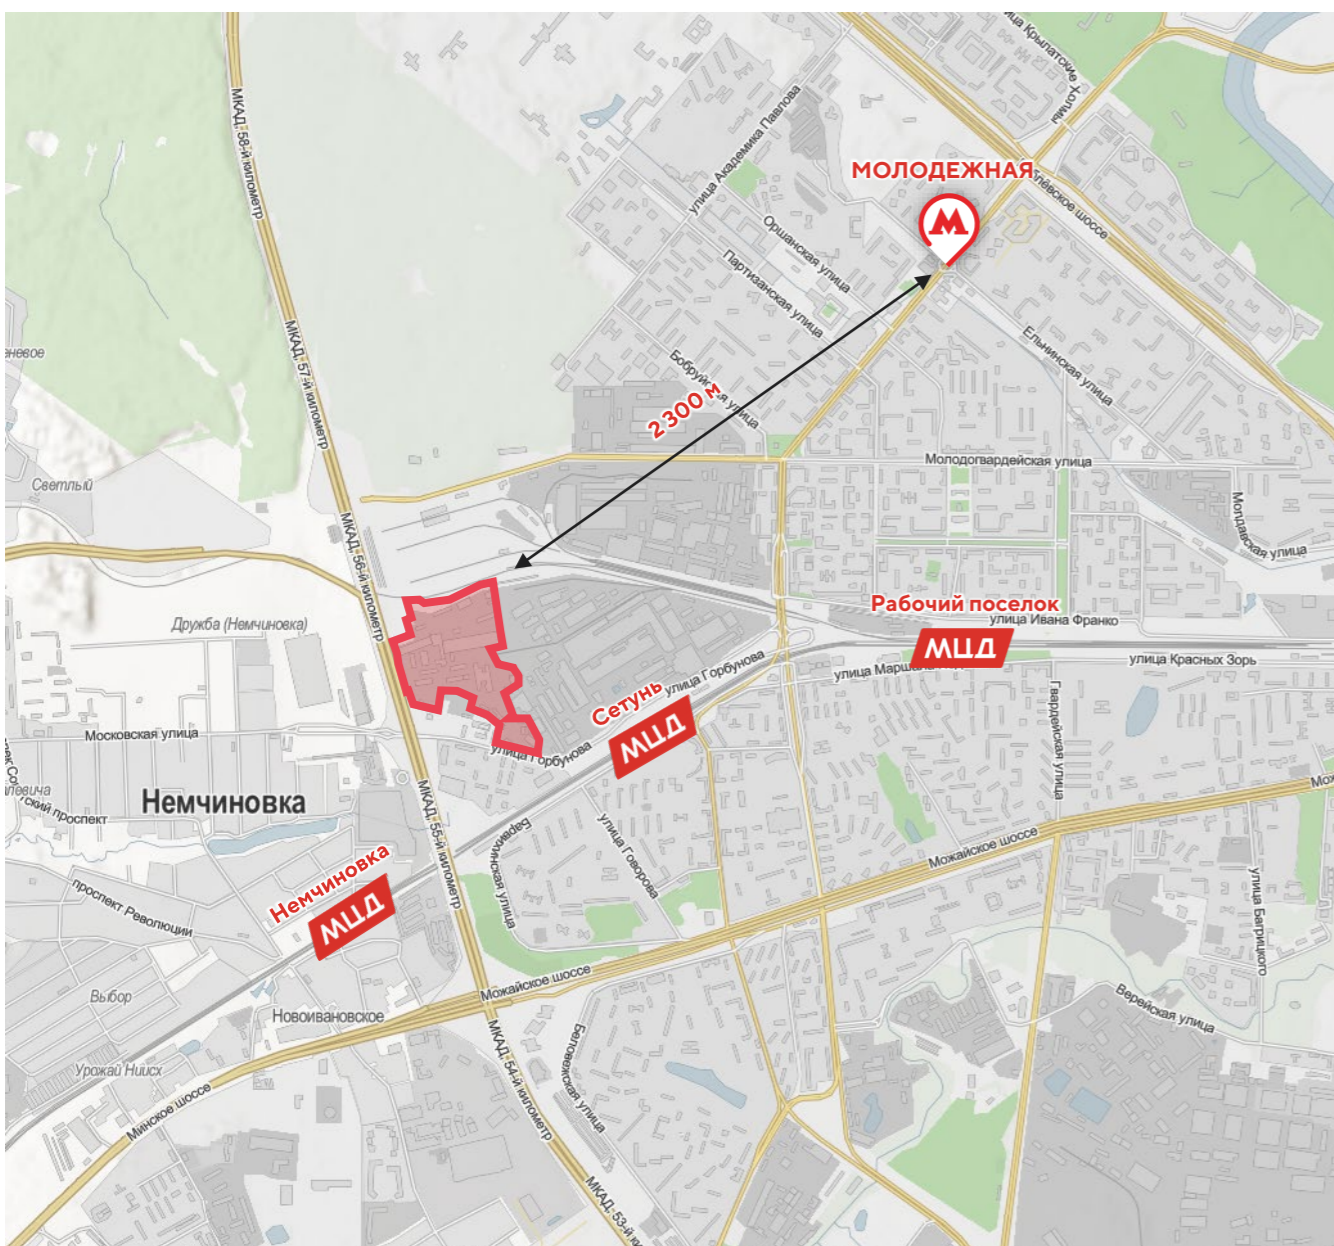 улица Крылатские Холмы
МКАД, 58-й километр
улица Академика Павлова
МОЛОДЕЖНАЯ
М
шоссе
Оршанская улица
Партизанская улица
МКАД, 57-й километр
Ельнинская улица
Бобруйская улица
2 300 м
Молодогвардейская улица
Светлый
Молдавская улица
МКАД, 56-й километр
Рабочий поселок
улица Ивана Франко
Дружба (Немчиновка)
МЦД
улица Красных Зорь
улица Горбунова
улица Маршала
Сетунь
МЦД
Гвардейская улица
Московская улица
улица Горбунова
Немчиновка
МКАД, 55-й километр
проспект
Барвихинская улица
улица Говорова
Можайское шоссе
Немчиновка
МЦД
проспект Революции
улица Багрицкого
Выбор
Можайское шоссе
Новоивановское
Верейская улица
МКАД, 54-й километр
Беловежская улица
Урожай Ниисх
Минское шоссе
МКАД, 53-й